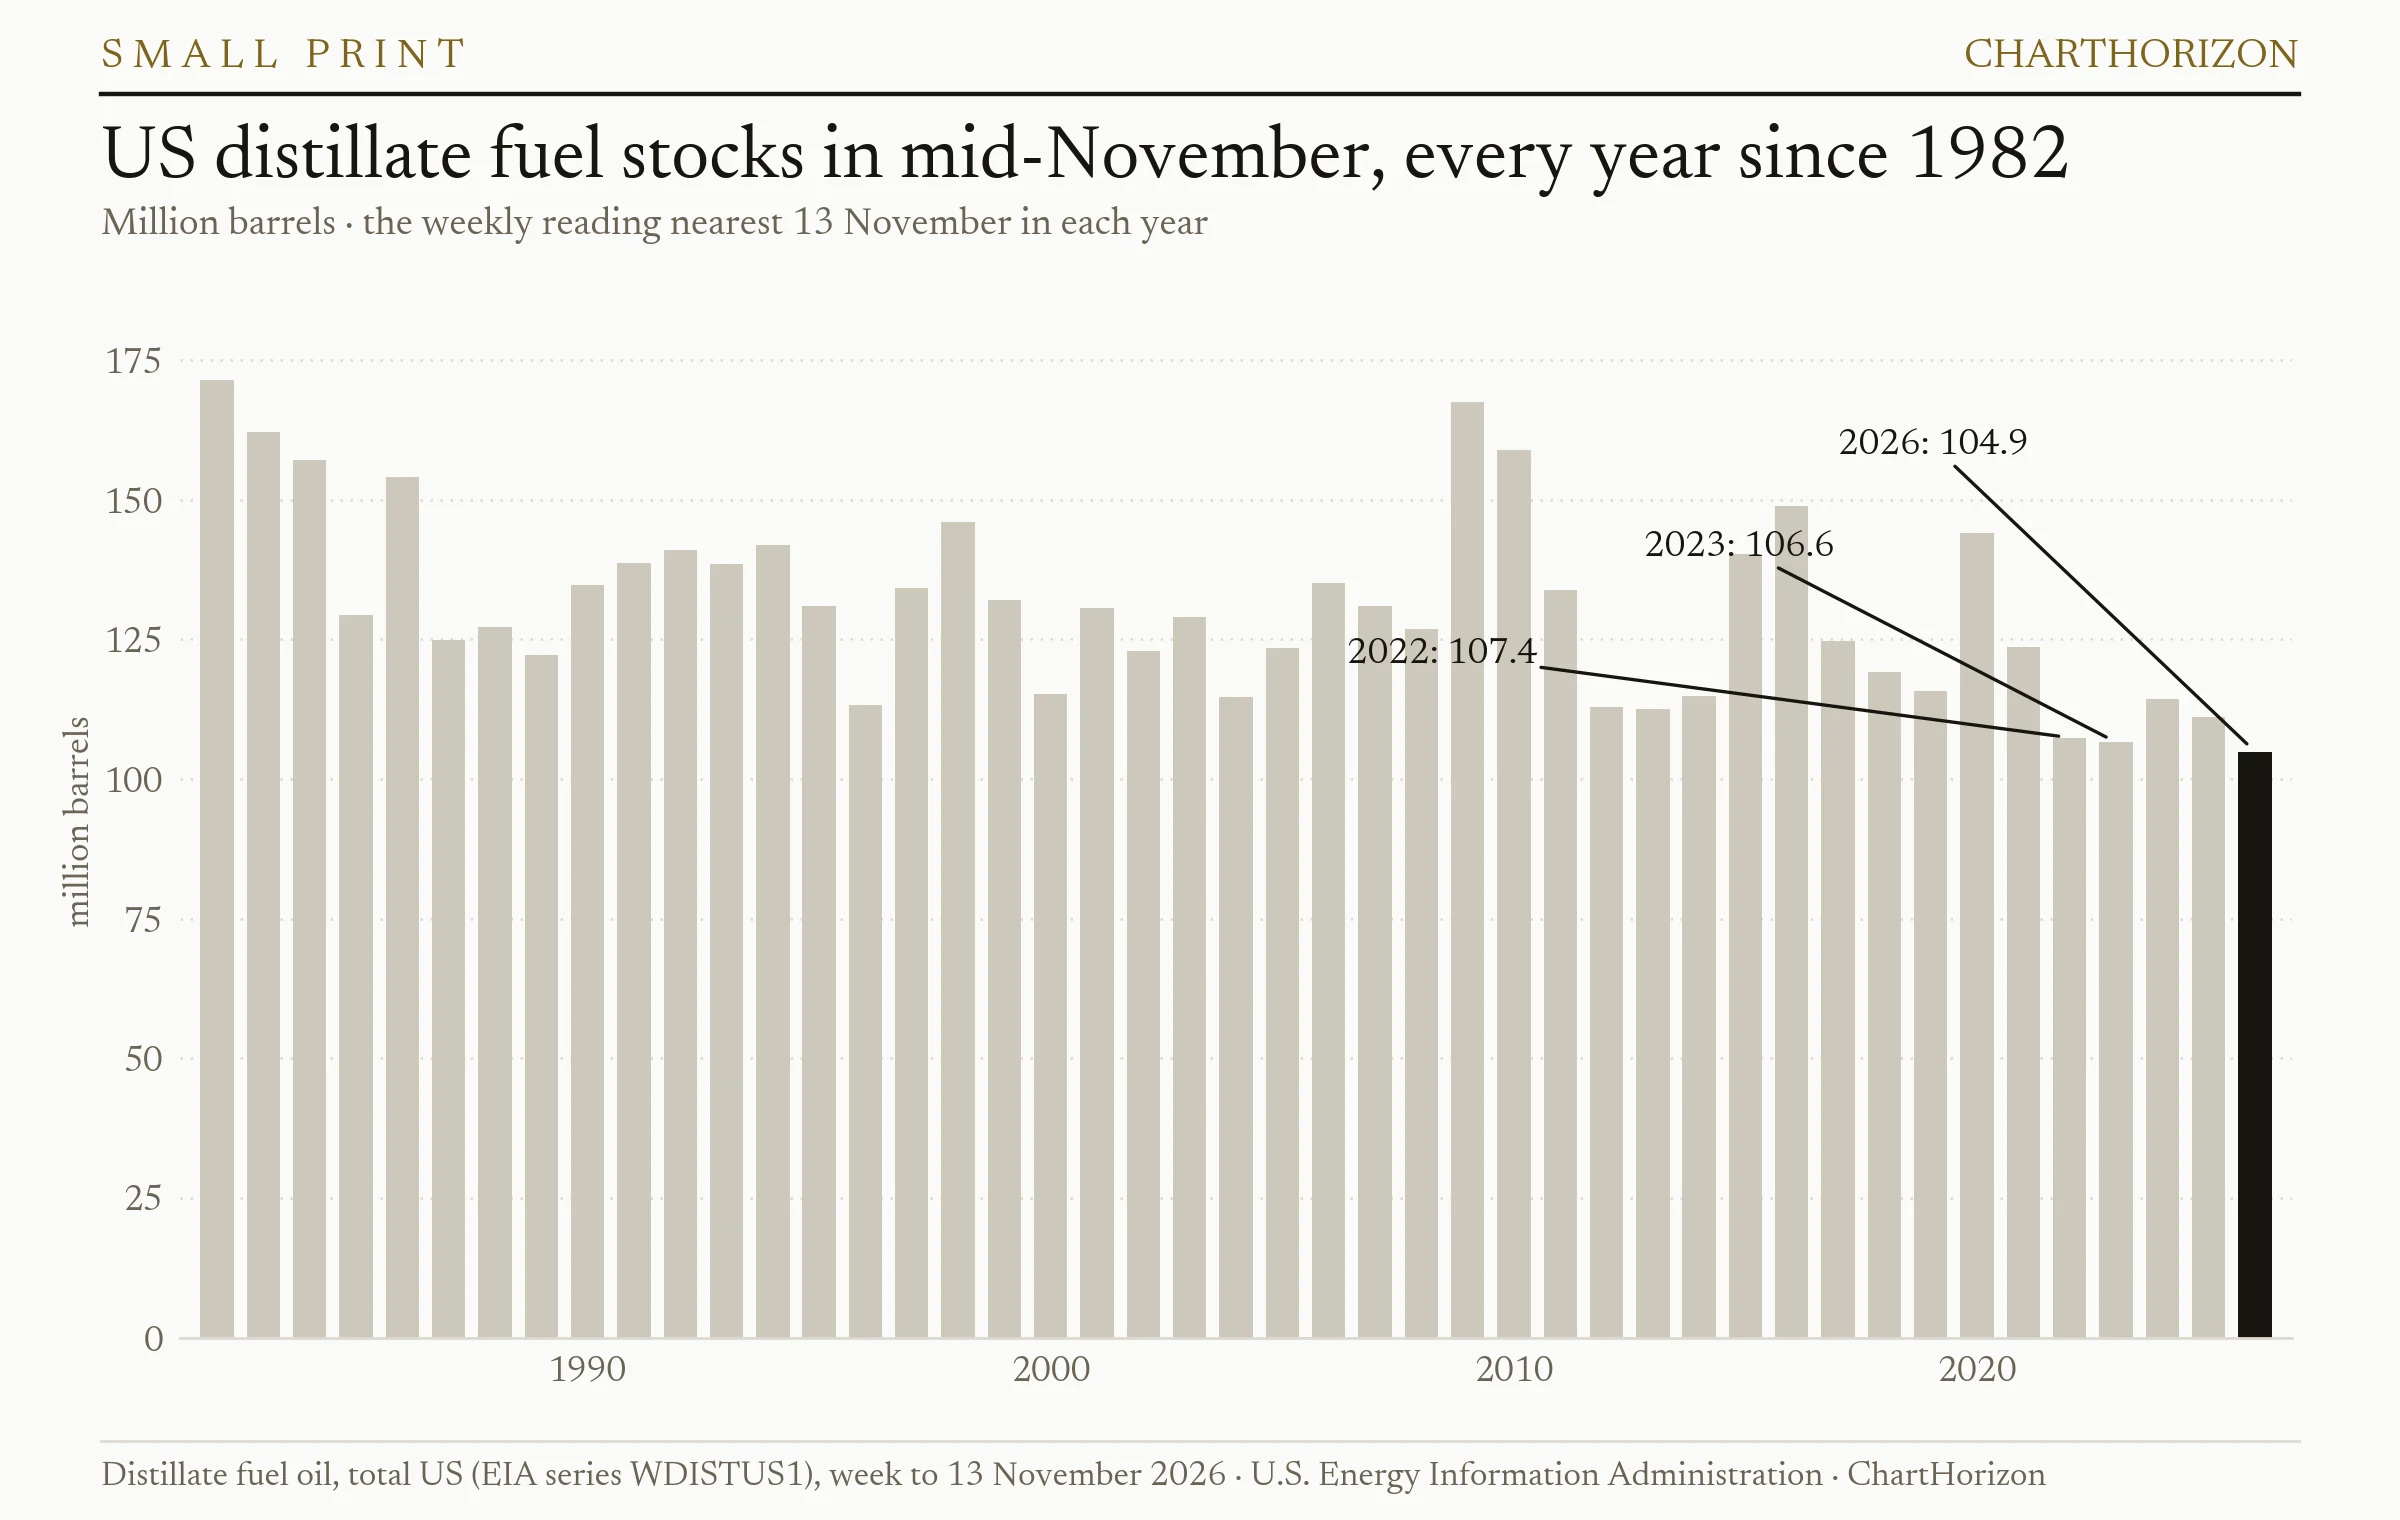 SMALL PRINT
CHARTHORIZON
US distillate fuel stocks in mid-November, every year since 1982
Million barrels · the weekly reading nearest 13 November in each year
175
150
125
100
75
50
25
0
million barrels
2026: 104.9
2023: 106.6
2022: 107.4
1990
2000
2010
2020
Distillate fuel oil, total US (EIA series WDISTUS1), week to 13 November 2026 · U.S. Energy Information Administration · ChartHorizon